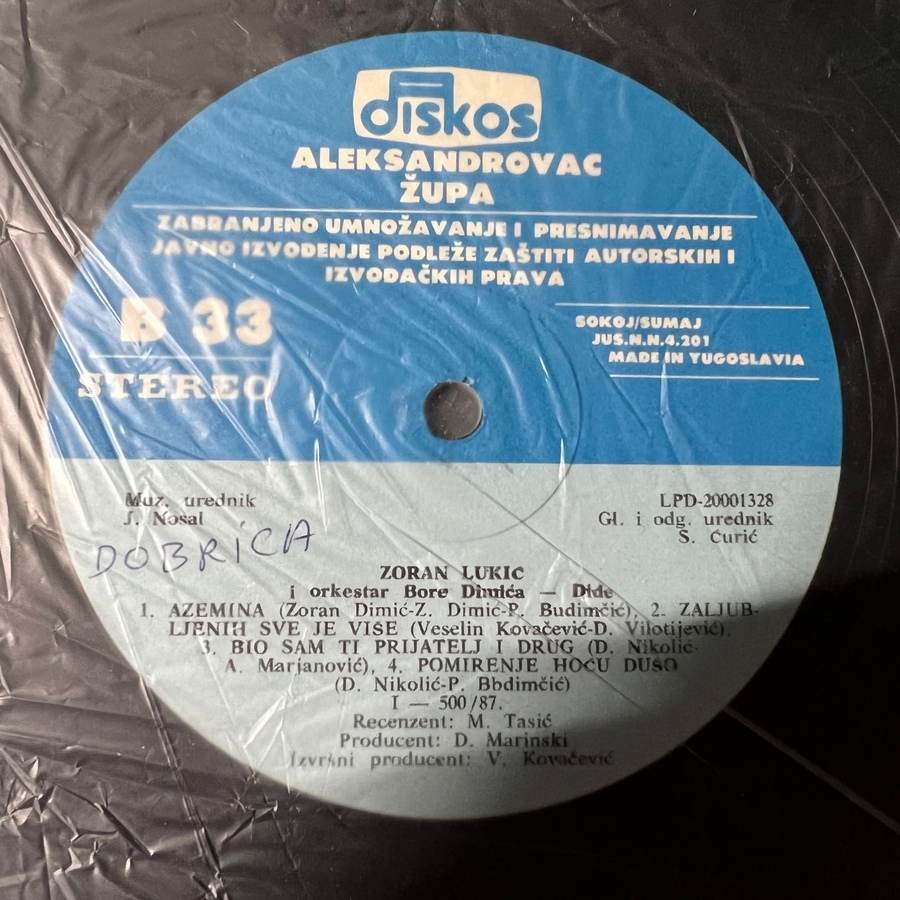 diskos
ALEKSANDROVAC
ŽUPA
ZABRANJENO UMNOŽAVANJE I PRESNIMAVANJE
JAVNO IZVOĐENJE PODLEŽE ZAŠTITI AUTORSKIH I
IZVOĐAČKIH PRAVA
B 33
STEREO
SOKOJ/SUMAJ
JUS.N.N.4.201
MADE IN YUGOSLAVIA
Muz. urednik
J. Nosal
DOBRICA
LPD-20001328
Gl. i odg. urednik
S. Ćurić
ZORAN LUKIĆ
i orkestar Bore Dimića — Dide
1. AZEMINA (Zoran Dimić-Z. Dimić-P. Budimčić), 2. ZALJUB-
LJENIH SVE JE VIŠE (Veselin Kovačević-D. Vilotijević),
3. BIO SAM TI PRIJATELJ I DRUG (D. Nikolić-
A. Marjanović), 4. POMIRENJE HOĆU DUŠO
(D. Nikolić-P. Bbdimčić)
I — 500/87.
Recenzent: M. Tasić
Producent: D. Marinski
Izvršni producent: V. Kovačević